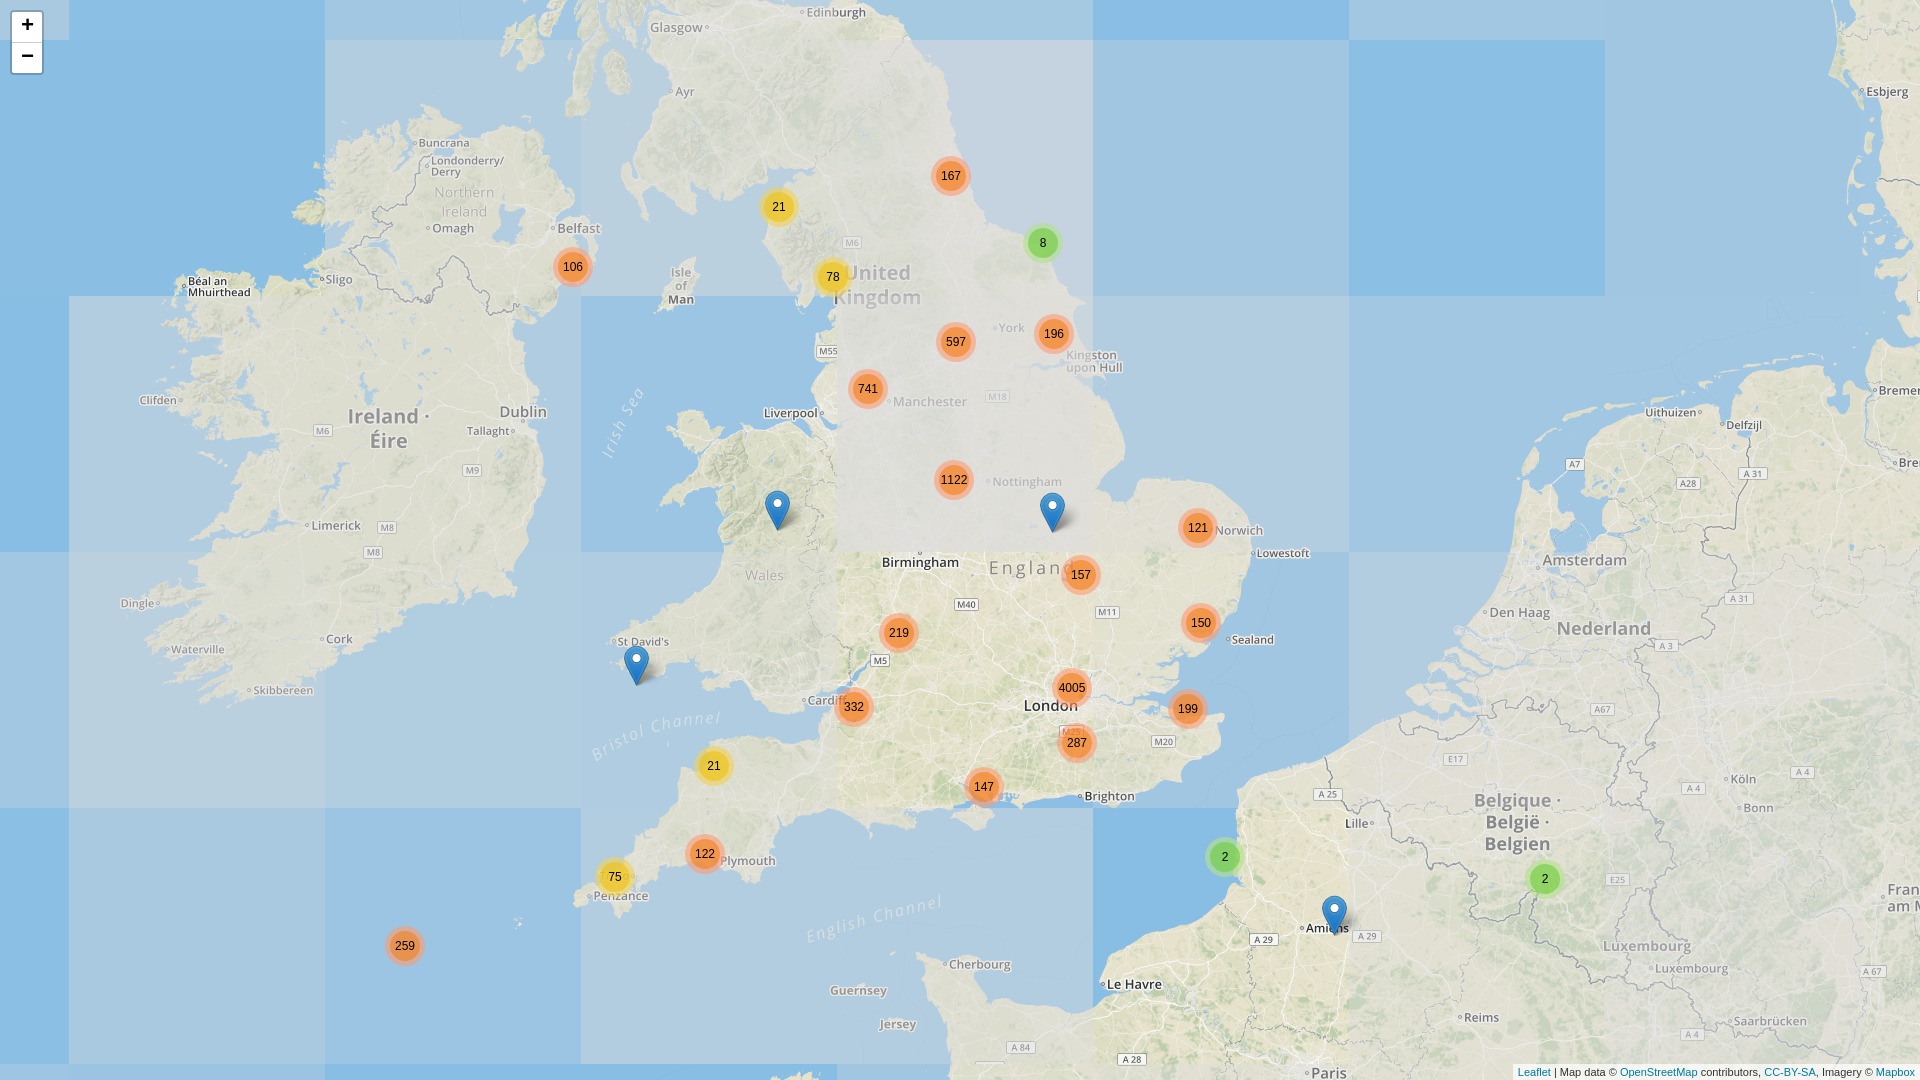 +
−
Glasgow
Edinburgh
Ayr
Esbjerg
Buncrana
Londonderry/
Derry
167
Northern
Ireland
21
Omagh
Belfast
8
M6
106
78
United
Kingdom
Isle
of
Man
Béal an
Mhuirthead
Sligo
York
196
597
M55
Kingston
upon Hull
741
Manchester
M18
Clifden
Irish Sea
Liverpool
Dublin
Ireland ·
Éire
Tallaght
M6
M9
Uithuizen
Delfzijl
A7
A 31
A28
1122
Nottingham
Limerick
M8
M8
121
Norwich
Lowestoft
Birmingham
England
157
Wales
Amsterdam
Dingle
M40
M11
Den Haag
A 31
219
150
Nederland
Cork
St David's
Sealand
Waterville
M5
A 3
Skibbereen
4005
Cardiff
332
London
199
A67
Bristol Channel
287
M20
E17
21
147
Brighton
A 25
A 4
Köln
A 4
Bonn
Belgique ·
België ·
Belgien
Lille
122
Plymouth
2
75
Penzance
2
E25
English Channel
259
Amiens
A 29
A 29
Luxembourg
Cherbourg
Luxembourg
A 67
Le Havre
Guernsey
Jersey
Reims
Saarbrücken
A 84
A 28
A 4
Paris
Leaflet | Map data © OpenStreetMap contributors, CC-BY-SA, Imagery © Mapbox